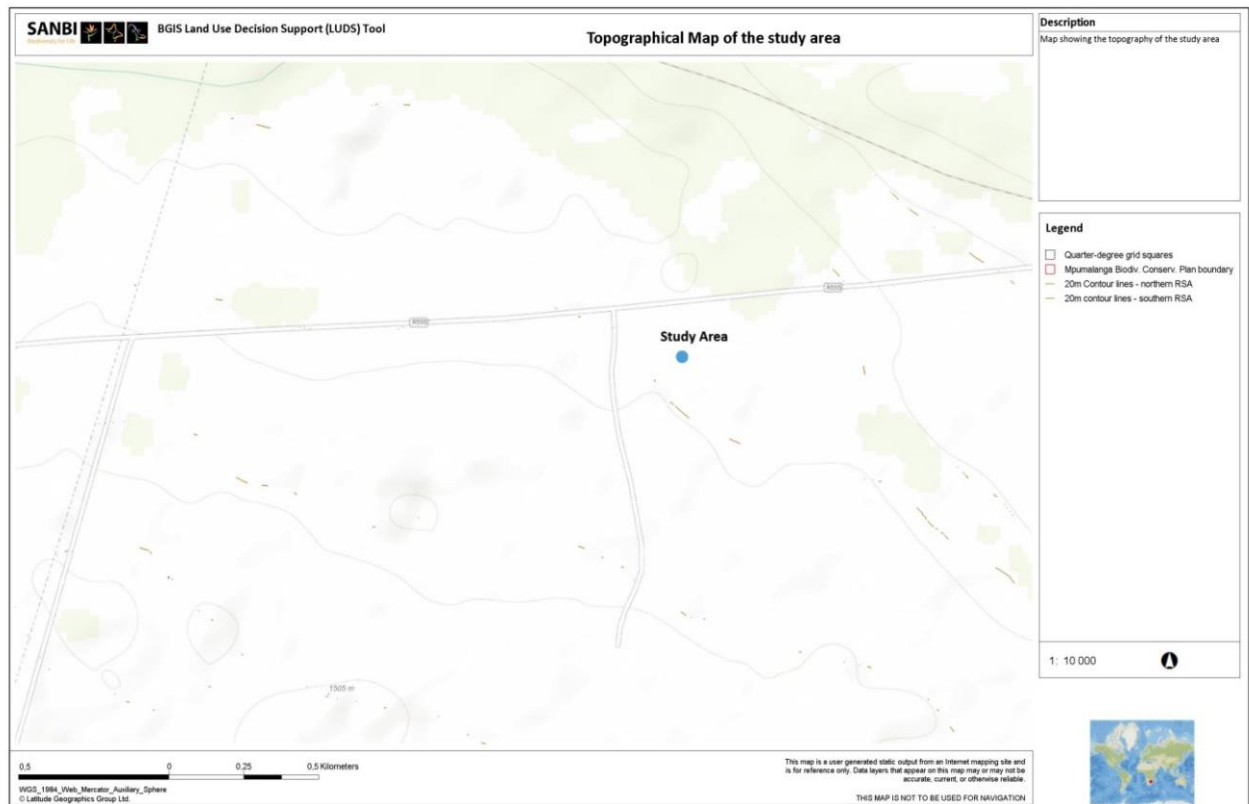 SANBI
Biodiversity for Life
BGIS Land Use Decision Support (LUDS) Tool
Topographical Map of the study area
Description
Map showing the topography of the study area
R555
Study Area
1505 m
Legend
Quarter-degree grid squares
Mpumalanga Biodiv. Conserv. Plan boundary
20m Contour lines - northern RSA
20m contour lines - southern RSA
1: 10 000
0,5 0 0,25 0,5 Kilometers
WGS_1984_Web_Mercator_Auxiliary_Sphere
© Latitude Geographics Group Ltd.
This map is a user generated static output from an Internet mapping site and
is for reference only. Data layers that appear on this map may or may not be
accurate, current, or otherwise reliable.
THIS MAP IS NOT TO BE USED FOR NAVIGATION